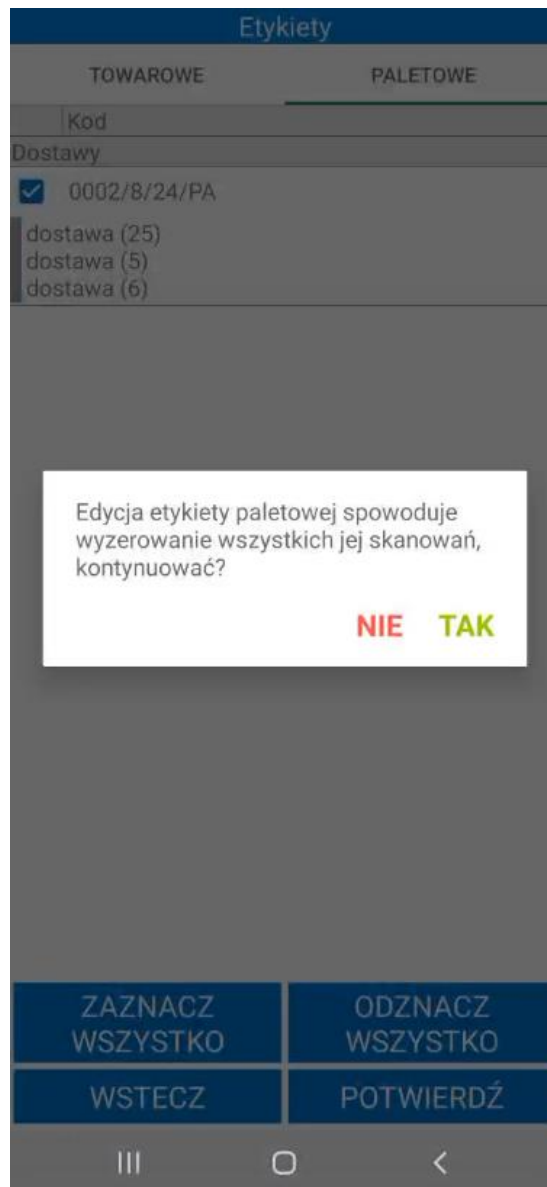 Etykiety
TOWAROWE PALETOWE
Kod
Dostawy
0002/8/24/PA
dostawa (25)
dostawa (5)
dostawa (6)
Edycja etykiety paletowej spowoduje
wyzerowanie wszystkich jej skanowań,
kontynuować?
NIE TAK
ZAZNACZ
WSZYSTKO
ODZNACZ
WSZYSTKO
WSTECZ POTWIERDŹ